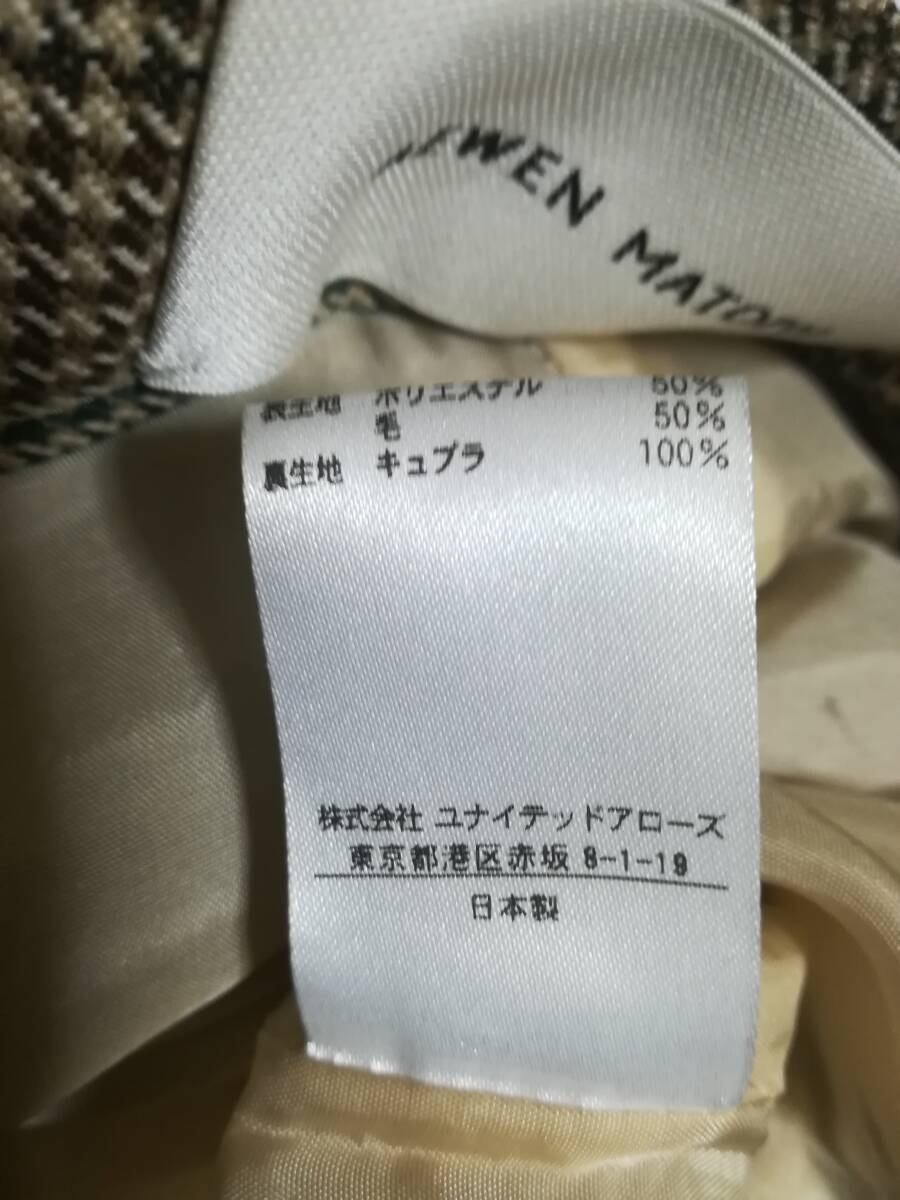 EWEN MATO
表生地 ポリエステル 50%
毛 50%
裏生地 キュプラ 100%
株式会社 ユナイテッドアローズ
東京都港区赤坂 8-1-19
日本製